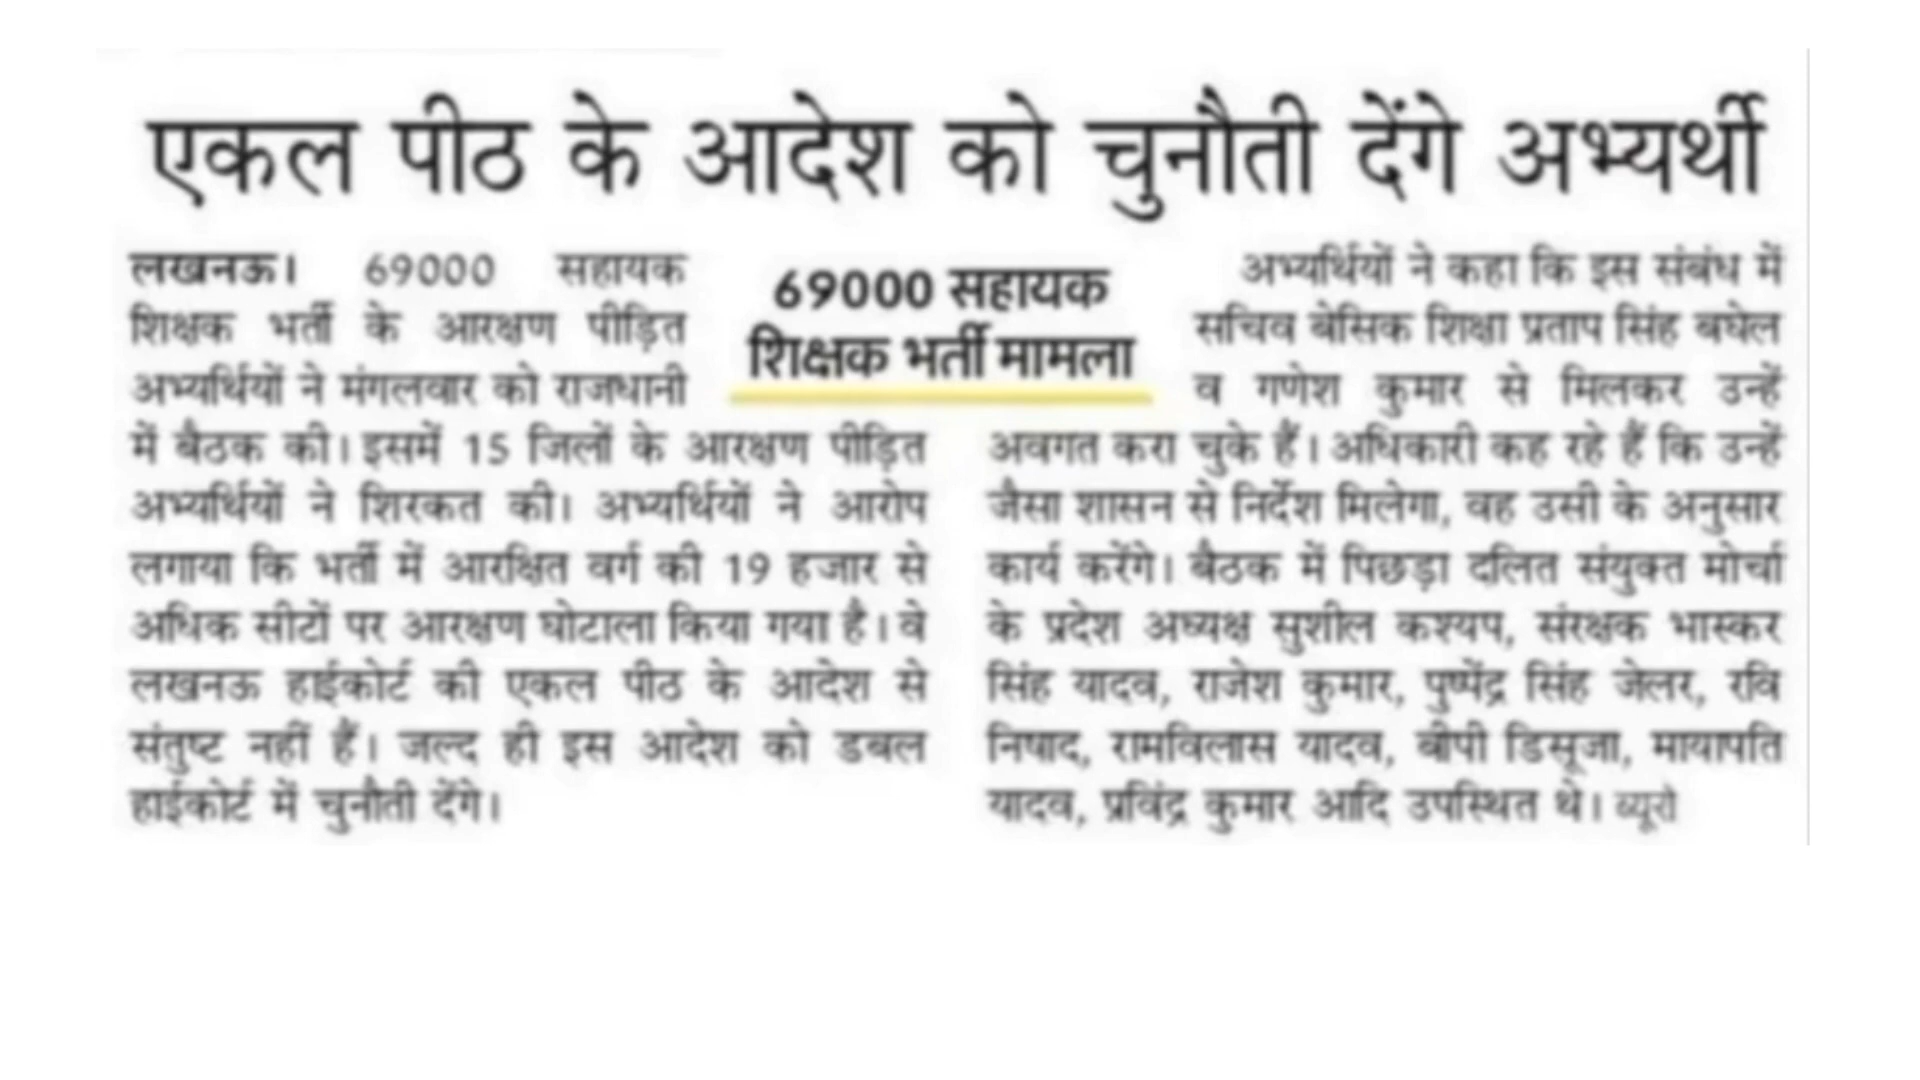 एकल पीठ के आदेश को चुनौती देंगे अभ्यर्थी
लखनऊ। 69000 सहायक
शिक्षक भर्ती के आरक्षण पीड़ित
अभ्यर्थियों ने मंगलवार को राजधानी
में बैठक की। इसमें 15 जिलों के आरक्षण पीड़ित
अभ्यर्थियों ने शिरकत की। अभ्यर्थियों ने आरोप
लगाया कि भर्ती में आरक्षित वर्ग की 19 हजार से
अधिक सीटों पर आरक्षण घोटाला किया गया है। वे
लखनऊ हाईकोर्ट की एकल पीठ के आदेश से
संतुष्ट नहीं हैं। जल्द ही इस आदेश को डबल
हाईकोर्ट में चुनौती देंगे।
69000 सहायक
शिक्षक भर्ती मामला
अभ्यर्थियों ने कहा कि इस संबंध में
सचिव बेसिक शिक्षा प्रताप सिंह बघेल
व गणेश कुमार से मिलकर उन्हें
अवगत करा चुके हैं। अधिकारी कह रहे हैं कि उन्हें
जैसा शासन से निर्देश मिलेगा, वह उसी के अनुसार
कार्य करेंगे। बैठक में पिछड़ा दलित संयुक्त मोर्चा
के प्रदेश अध्यक्ष सुशील कश्यप, संरक्षक भास्कर
सिंह यादव, राजेश कुमार, पुष्पेंद्र सिंह जेलर, रवि
निषाद, रामविलास यादव, बीपी डिसूजा, मायापति
यादव, प्रविंद्र कुमार आदि उपस्थित थे। ब्यूरो